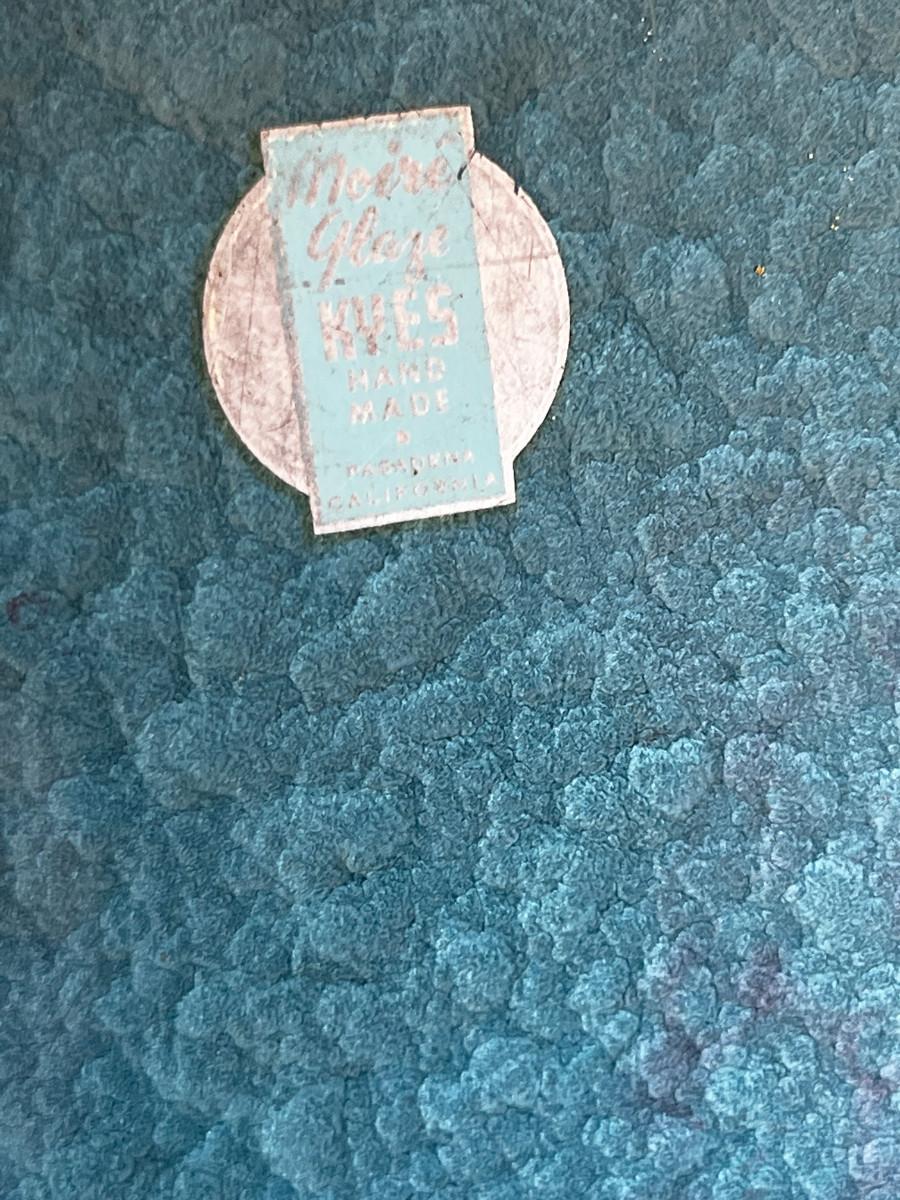 Moiré
Glaze
KYES
HAND
MADE
PASADENA
CALIFORNIA